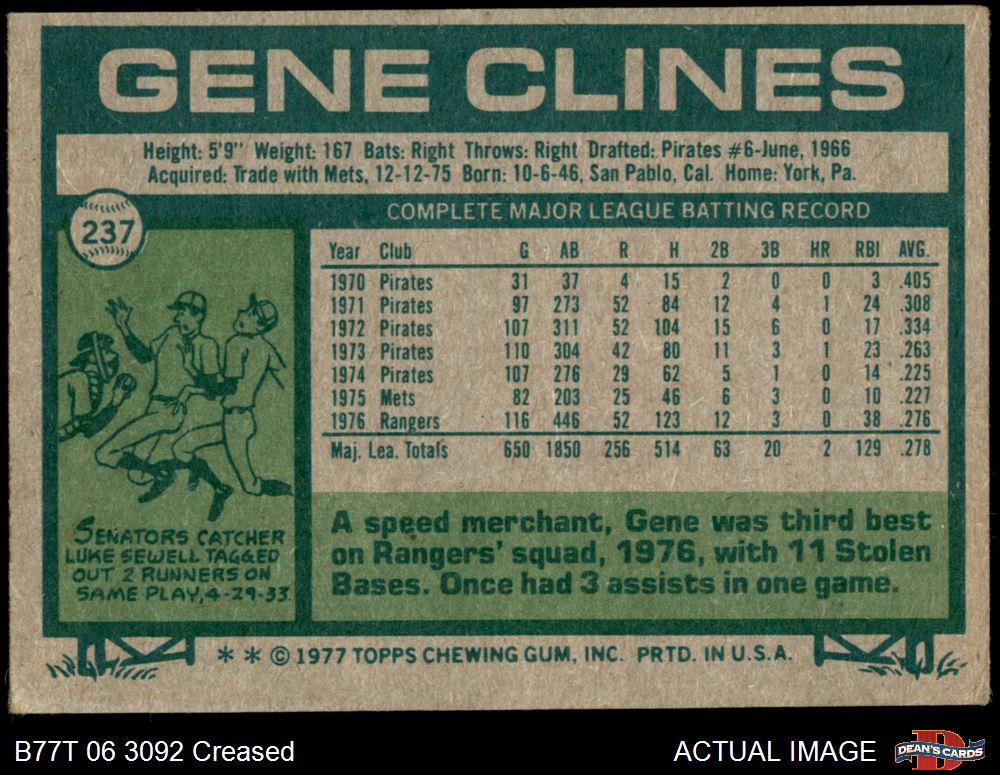 GENE CLINES
Height: 5'9" Weight: 167 Bats: Right Throws: Right Drafted: Pirates #6-June, 1966
Acquired: Trade with Mets, 12-12-75 Born: 10-6-46, San Pablo, Cal. Home: York, Pa.
237
COMPLETE MAJOR LEAGUE BATTING RECORD
Year Club G AB R H 2B 3B HR RBI AVG.
1970 Pirates 31 37 4 15 2 0 0 3 .405
1971 Pirates 97 273 52 84 12 4 1 24 .308
1972 Pirates 107 311 52 104 15 6 0 17 .334
1973 Pirates 110 304 42 80 11 3 1 23 .263
1974 Pirates 107 276 29 62 5 1 0 14 .225
1975 Mets 82 203 25 46 6 3 0 10 .227
1976 Rangers 116 446 52 123 12 3 0 38 .276
Maj. Lea. Totals 650 1850 256 514 63 20 2 129 .278
SENATORS CATCHER
LUKE SEWELL TAGGED
OUT 2 RUNNERS ON
SAME PLAY, 4-29-33.
A speed merchant, Gene was third best
on Rangers' squad, 1976, with 11 Stolen
Bases. Once had 3 assists in one game.
* * © 1977 TOPPS CHEWING GUM, INC. PRTD. IN U.S.A.
B77T 06 3092 Creased
ACTUAL IMAGE
D
DEAN'S CARDS